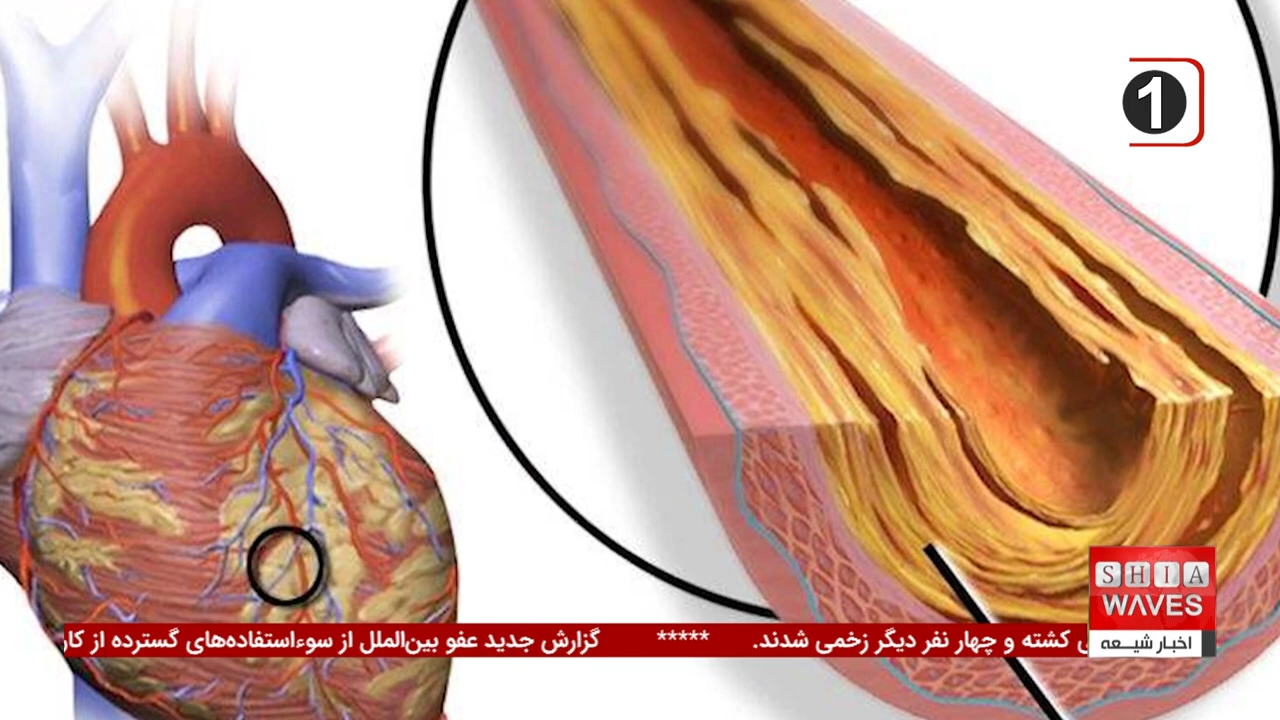 1
ی کشته و چهار نفر دیگر زخمی شدند. ***** گزارش جدید عفو بین‌الملل از سوءاستفاده‌های گسترده از
SHIA
WAVES
اخبار شیعه